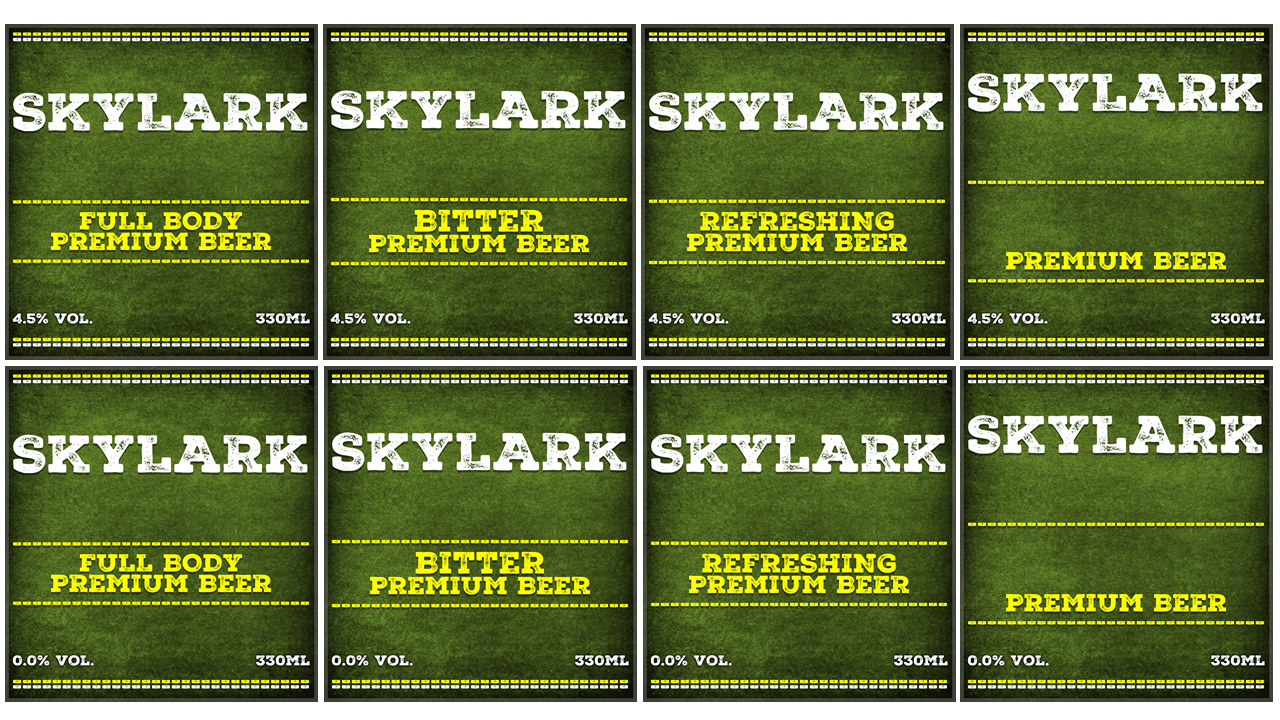 SKYLARK
FULL BODY
PREMIUM BEER
4.5% VOL. 330ML
SKYLARK
BITTER
PREMIUM BEER
4.5% VOL. 330ML
SKYLARK
REFRESHING
PREMIUM BEER
4.5% VOL. 330ML
SKYLARK
PREMIUM BEER
4.5% VOL. 330ML
SKYLARK
FULL BODY
PREMIUM BEER
0.0% VOL. 330ML
SKYLARK
BITTER
PREMIUM BEER
0.0% VOL. 330ML
SKYLARK
REFRESHING
PREMIUM BEER
0.0% VOL. 330ML
SKYLARK
PREMIUM BEER
0.0% VOL. 330ML